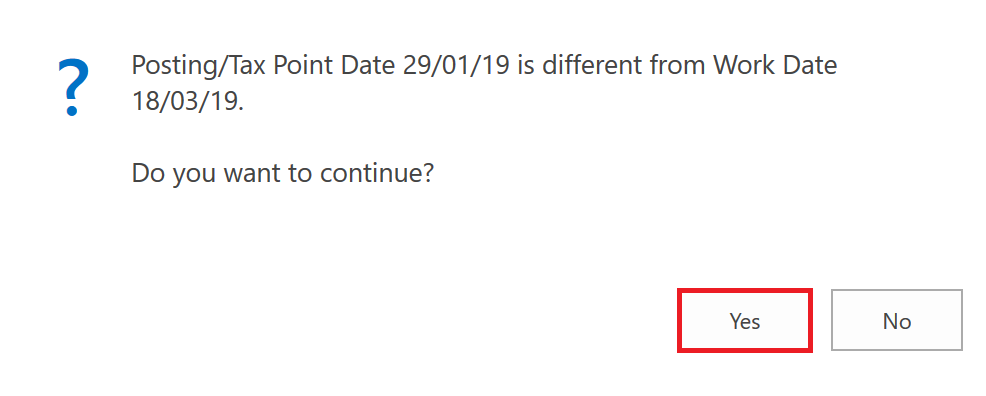 ?
Posting/Tax Point Date 29/01/19 is different from Work Date
18/03/19.
Do you want to continue?
Yes
No